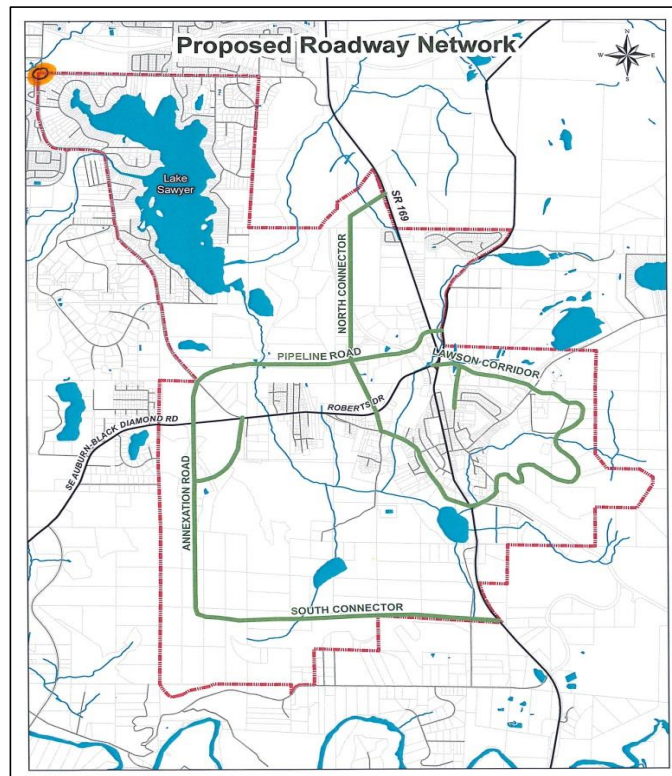 Proposed Roadway Network
N
W E
S
Lake
Sawyer
SR 169
NORTH CONNECTOR
PIPELINE ROAD
LAWSON CORRIDOR
ROBERTS DR
SE AUBURN-BLACK DIAMOND RD
ANNEXATION ROAD
SOUTH CONNECTOR